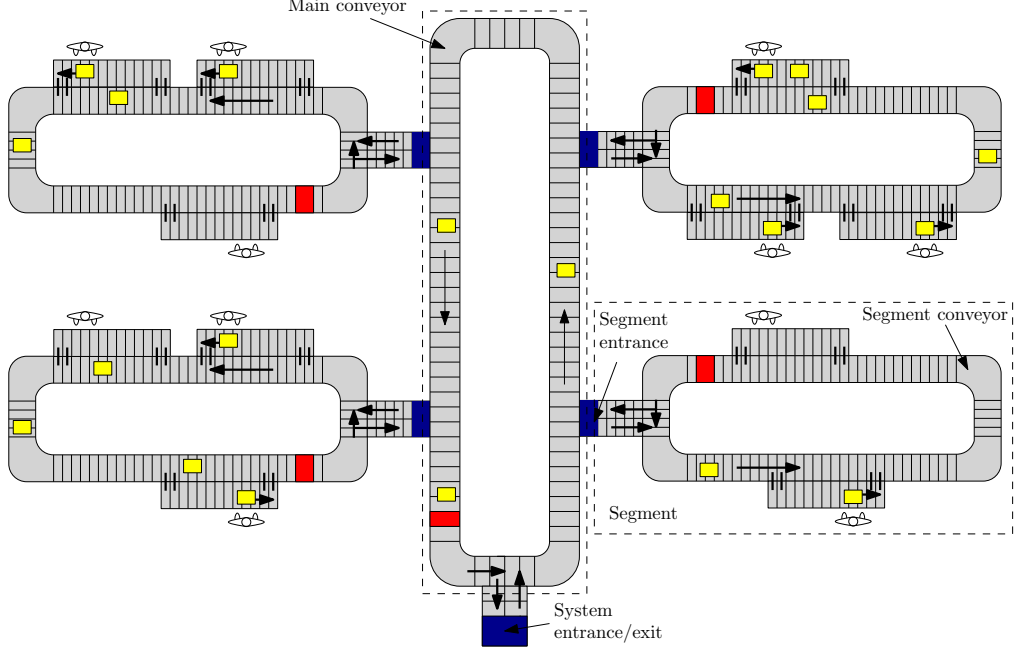 Main conveyor
Segment
entrance
Segment conveyor
Segment
System
entrance/exit